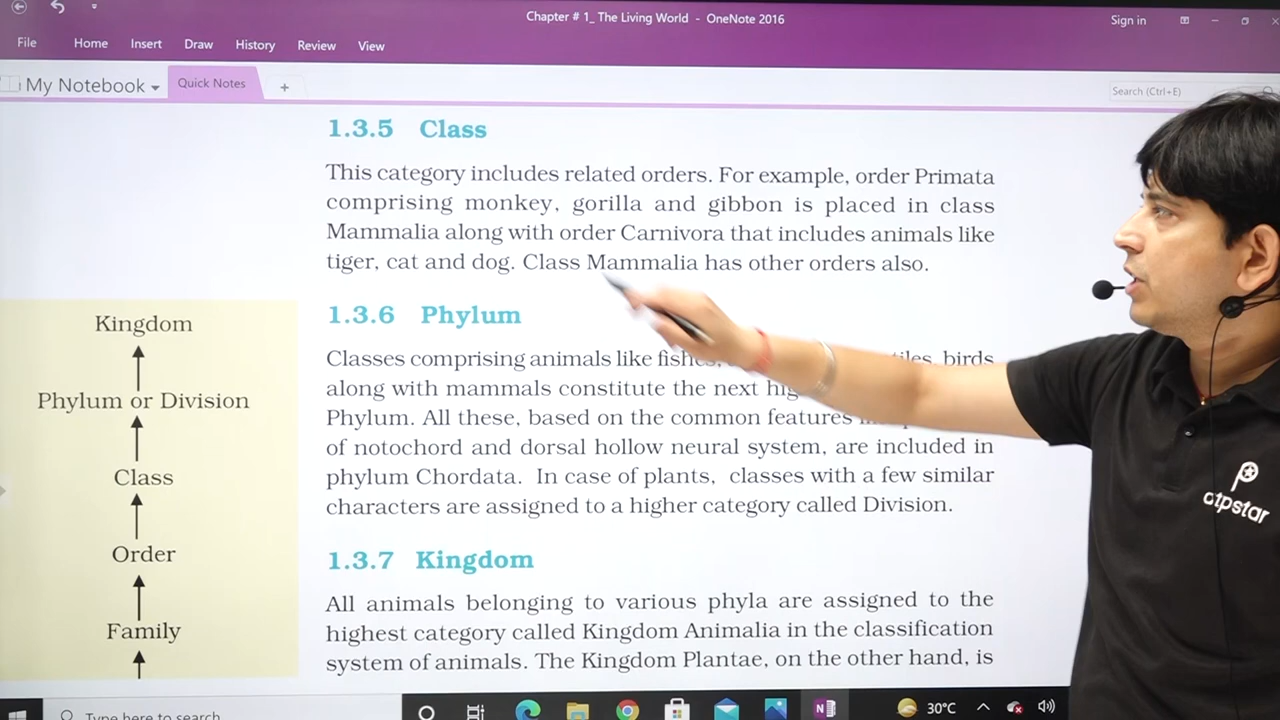 Chapter # 1_ The Living World - OneNote 2016
Sign in
File Home Insert Draw History Review View
My Notebook
Quick Notes
+
Search (Ctrl+E)
1.3.5 Class
This category includes related orders. For example, order Primata
comprising monkey, gorilla and gibbon is placed in class
Mammalia along with order Carnivora that includes animals like
tiger, cat and dog. Class Mammalia has other orders also.
1.3.6 Phylum
Classes comprising animals like birds
along with mammals constitute the next
Phylum. All these, based on the common features
of notochord and dorsal hollow neural system, are included in
phylum Chordata. In case of plants, classes with a few similar
characters are assigned to a higher category called Division.
1.3.7 Kingdom
All animals belonging to various phyla are assigned to the
highest category called Kingdom Animalia in the classification
system of animals. The Kingdom Plantae, on the other hand, is
Kingdom
Phylum or Division
Class
Order
Family
Type here to search
30°C